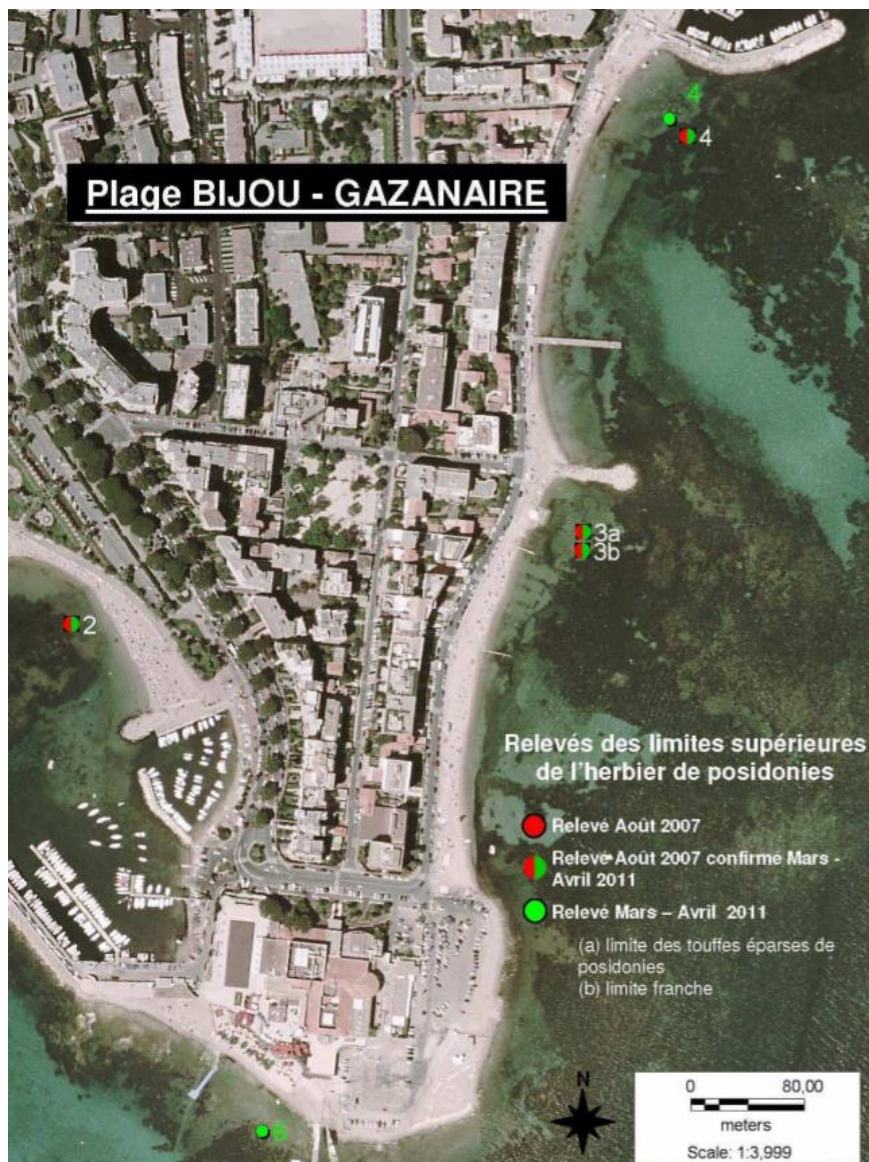 4
4
Plage BIJOU - GAZANAIRE
3a
3b
2
Relevés des limites supérieures
de l'herbier de posidonies
Relevé Août 2007
Relevé Août 2007 confirmé Mars -
Avril 2011
Relevé Mars – Avril 2011
(a) limite des touffes éparses de
posidonies
(b) limite franche
N
0 80,00
meters
Scale: 1:3,999